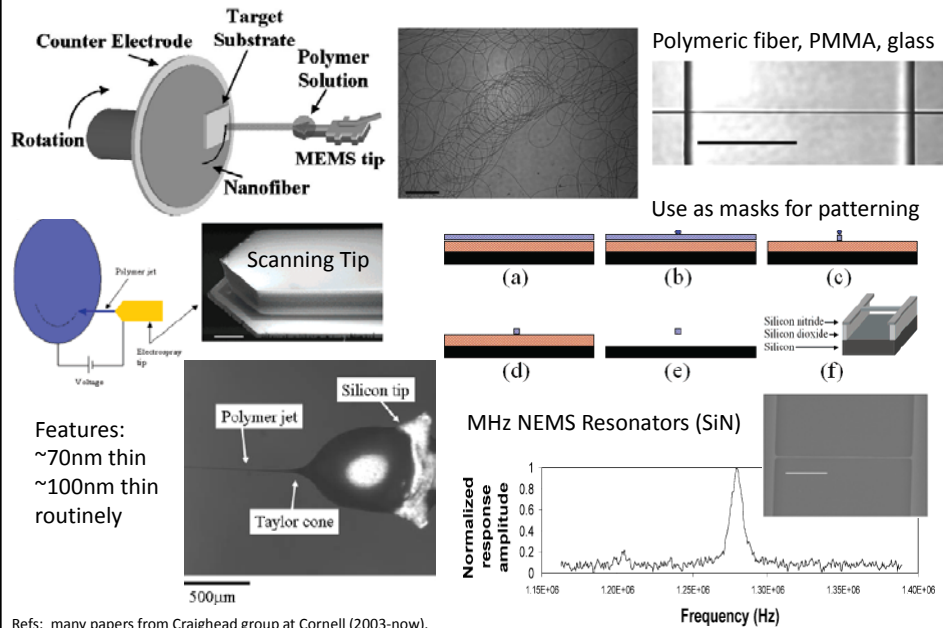 Target
Substrate
Counter Electrode
Polymer
Solution
Rotation
MEMS tip
Nanofiber
Polymeric fiber, PMMA, glass
Use as masks for patterning
Polymer jet
Electrospray
tip
Voltage
Scanning Tip
(a)
(b)
(c)
(d)
(e)
(f)
Silicon nitride
Silicon dioxide
Silicon
Features:
~70nm thin
~100nm thin
routinely
Silicon tip
Polymer jet
Taylor cone
500μm
MHz NEMS Resonators (SiN)
Normalized
response
amplitude
1
0.8
0.6
0.4
0.2
0
1.15E+06
1.20E+06
1.25E+06
1.30E+06
1.35E+06
1.40E+06
Frequency (Hz)
Refs: many papers from Craighead group at Cornell (2003-now).